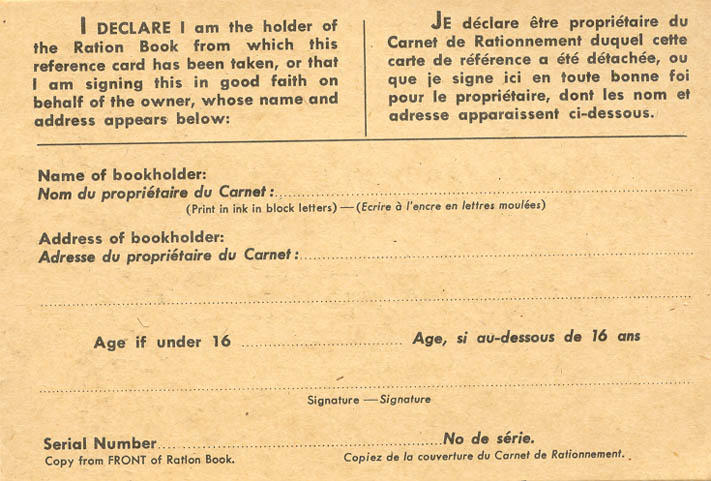 I DECLARE I am the holder of
the Ration Book from which this
reference card has been taken, or that
I am signing this in good faith on
behalf of the owner, whose name and
address appears below:
JE déclare être propriétaire du
Carnet de Rationnement duquel cette
carte de référence a été détachée, ou
que je signe ici en toute bonne foi
pour le propriétaire, dont les nom et
adresse apparaissent ci-dessous.
Name of bookholder:
Nom du propriétaire du Carnet :
(Print in ink in block letters) — (Ecrire à l'encre en lettres moulées)
Address of bookholder:
Adresse du propriétaire du Carnet :
Age if under 16 ........ Age, si au-dessous de 16 ans
Signature — Signature
Serial Number ........ No de série.
Copy from FRONT of Ration Book. Copiez de la couverture du Carnet de Rationnement.